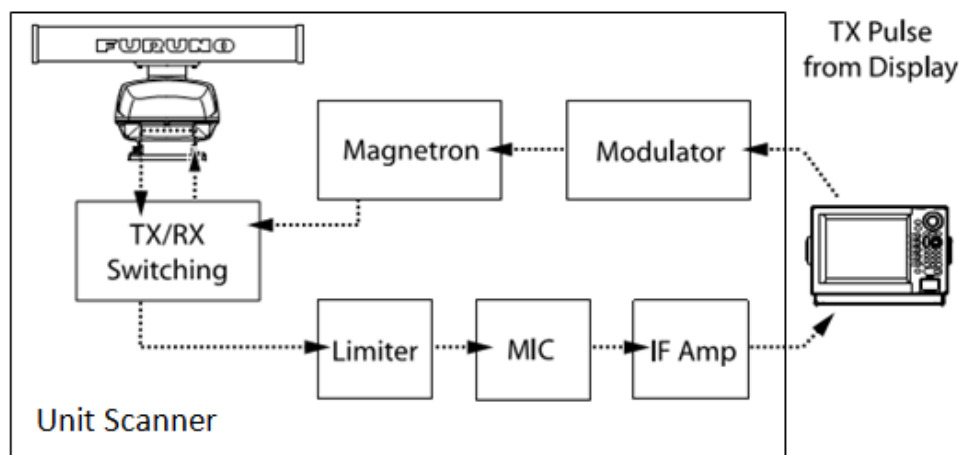 FURUNO
TX Pulse
from Display
Magnetron
Modulator
TX/RX
Switching
Limiter
MIC
IF Amp
Unit Scanner